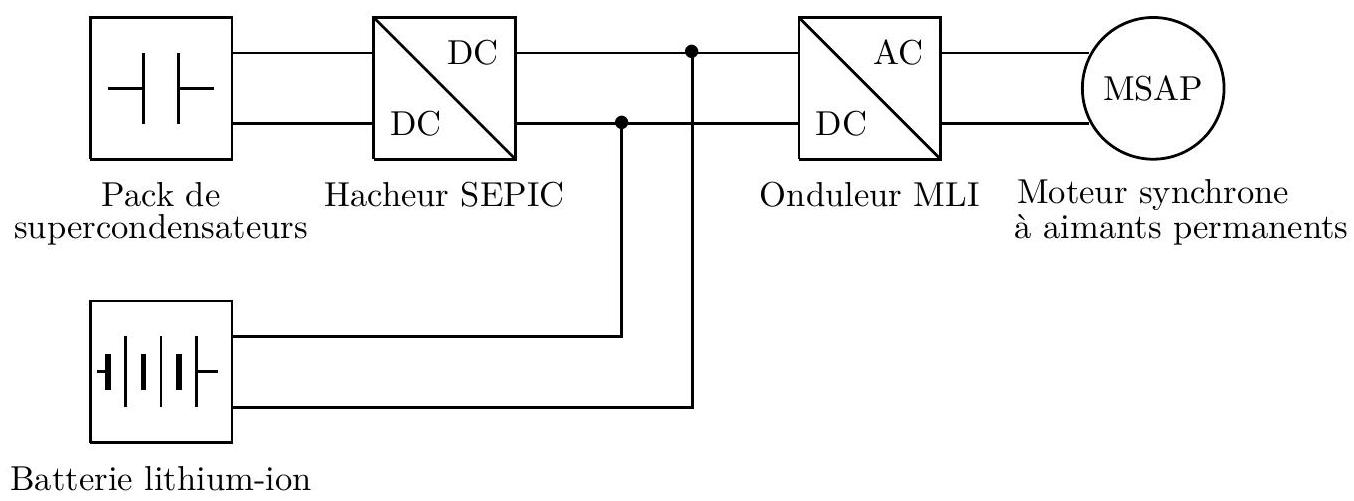 DC
DC
AC
DC
MSAP
Pack de
supercondensateurs
Hacheur SEPIC
Onduleur MLI
Moteur synchrone
à aimants permanents
Batterie lithium-ion